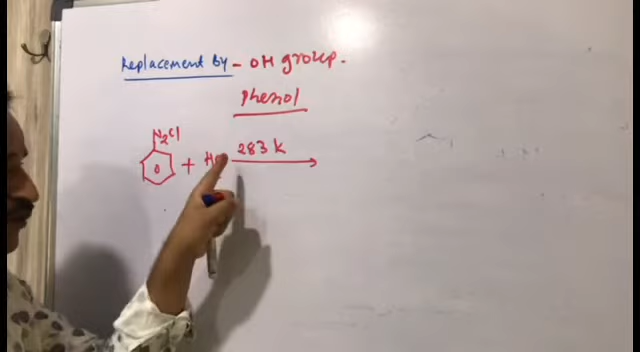 Replacement by - OH group.
Phenol
N2Cl
+ H 283 K